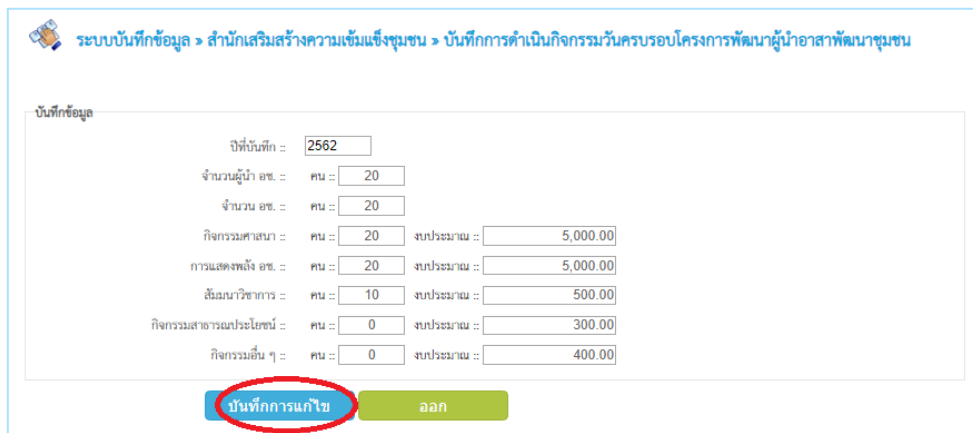 ระบบบันทึกข้อมูล » สำนักเสริมสร้างความเข้มแข็งชุมชน » บันทึกการดำเนินกิจกรรมวันครบรอบโครงการพัฒนาผู้นำอาสาพัฒนาชุมชน
บันทึกข้อมูล
ปีที่บันทึก :: 2562
จำนวนผู้นำ อช. :: คน :: 20
จำนวน อช. :: คน :: 20
กิจกรรมศาสนา :: คน :: 20 งบประมาณ :: 5,000.00
การแสดงพลัง อช. :: คน :: 20 งบประมาณ :: 5,000.00
สัมมนาวิชาการ :: คน :: 10 งบประมาณ :: 500.00
กิจกรรมสาธารณประโยชน์ :: คน :: 0 งบประมาณ :: 300.00
กิจกรรมอื่น ๆ :: คน :: 0 งบประมาณ :: 400.00
บันทึกการแก้ไข ออก